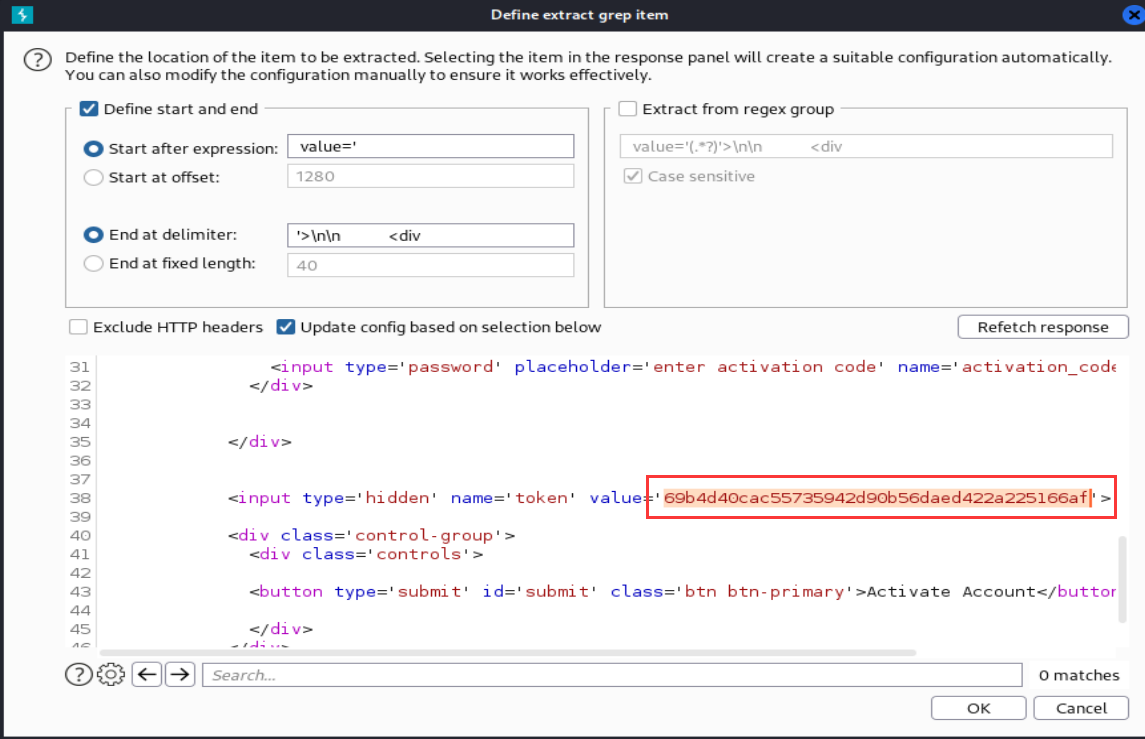 Define extract grep item
Define the location of the item to be extracted. Selecting the item in the response panel will create a suitable configuration automatically.
You can also modify the configuration manually to ensure it works effectively.
Define start and end
Start after expression: value='
Start at offset: 1280
End at delimiter: '>\n\n <div
End at fixed length: 40
Extract from regex group
value='(.*?)'>\n\n <div
Case sensitive
Exclude HTTP headers Update config based on selection below Refetch response
31 <input type='password' placeholder='enter activation code' name='activation_code
32 </div>
33
34
35 </div>
36
37
38 <input type='hidden' name='token' value='69b4d40cac55735942d90b56daed422a225166af'>
39
40 <div class='control-group'>
41 <div class='controls'>
42
43 <button type='submit' id='submit' class='btn btn-primary'>Activate Account</button
44
45 </div>
46 </div>
Search...
0 matches
OK Cancel